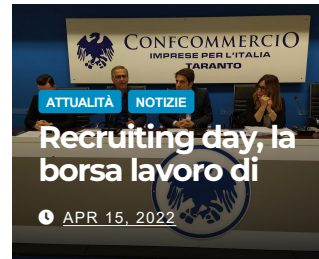 CONFCOMMERCIO
IMPRESE PER L'ITALIA
TARANTO
ATTUALITÀ NOTIZIE
Recruiting day, la
borsa lavoro di
APR 15, 2022